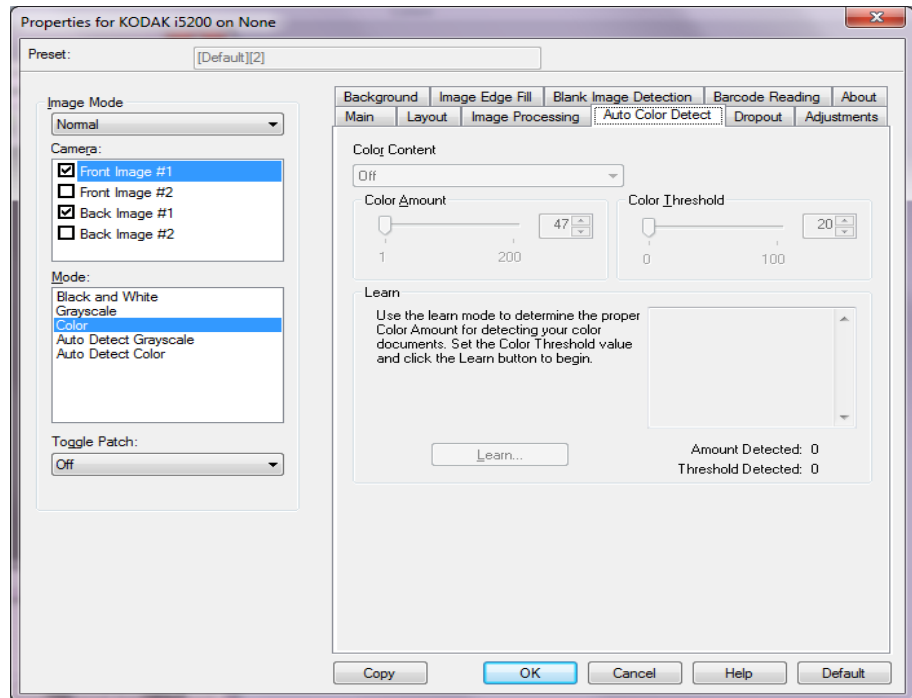 Properties for KODAK i5200 on None
Preset:
[Default][2]
Image Mode
Normal
Camera:
Front Image #1
Front Image #2
Back Image #1
Back Image #2
Mode:
Black and White
Grayscale
Color
Auto Detect Grayscale
Auto Detect Color
Toggle Patch:
Off
Background Image Edge Fill Blank Image Detection Barcode Reading About
Main Layout Image Processing Auto Color Detect Dropout Adjustments
Color Content
Off
Color Amount
47
1 200
Color Threshold
20
0 100
Learn
Use the learn mode to determine the proper
Color Amount for detecting your color
documents. Set the Color Threshold value
and click the Learn button to begin.
Learn...
Amount Detected: 0
Threshold Detected: 0
Copy OK Cancel Help Default